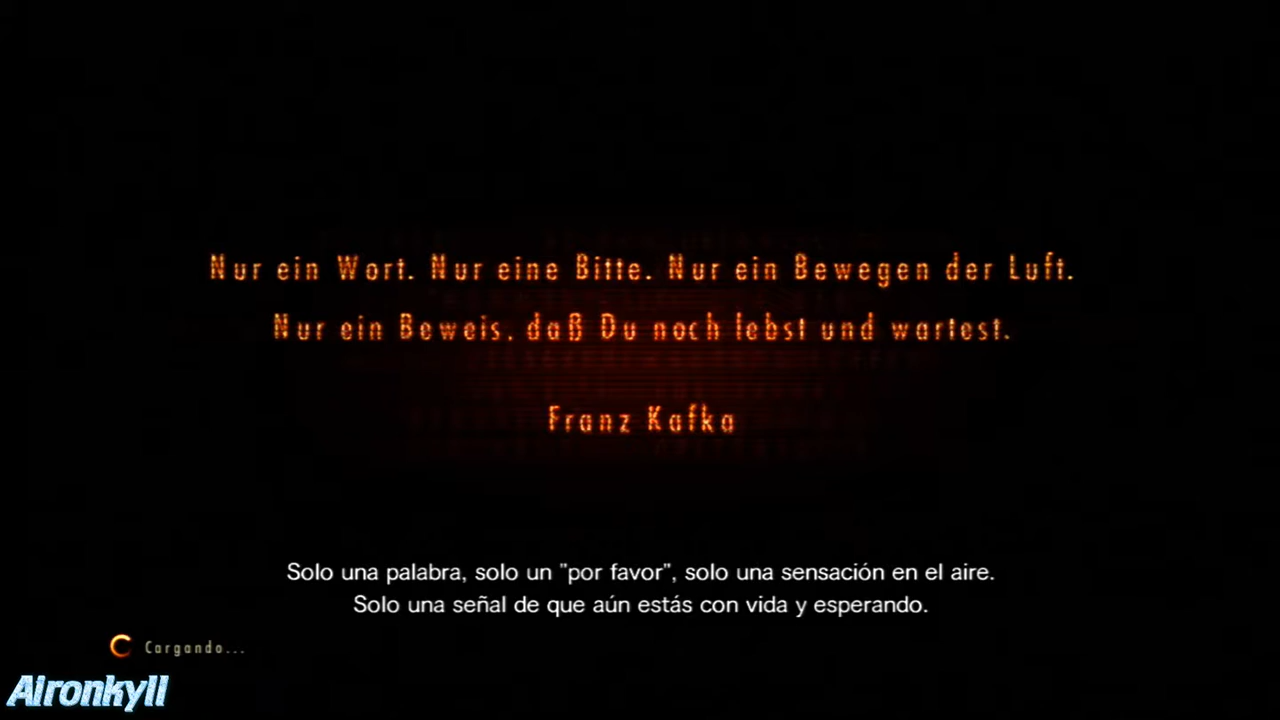 Nur ein Wort. Nur eine Bitte. Nur ein Bewegen der Luft.
Nur ein Beweis, daß Du noch lebst und wartest.
Franz Kafka
Solo una palabra, solo un "por favor", solo una sensación en el aire.
Solo una señal de que aún estás con vida y esperando.
Cargando...
Aironkyll